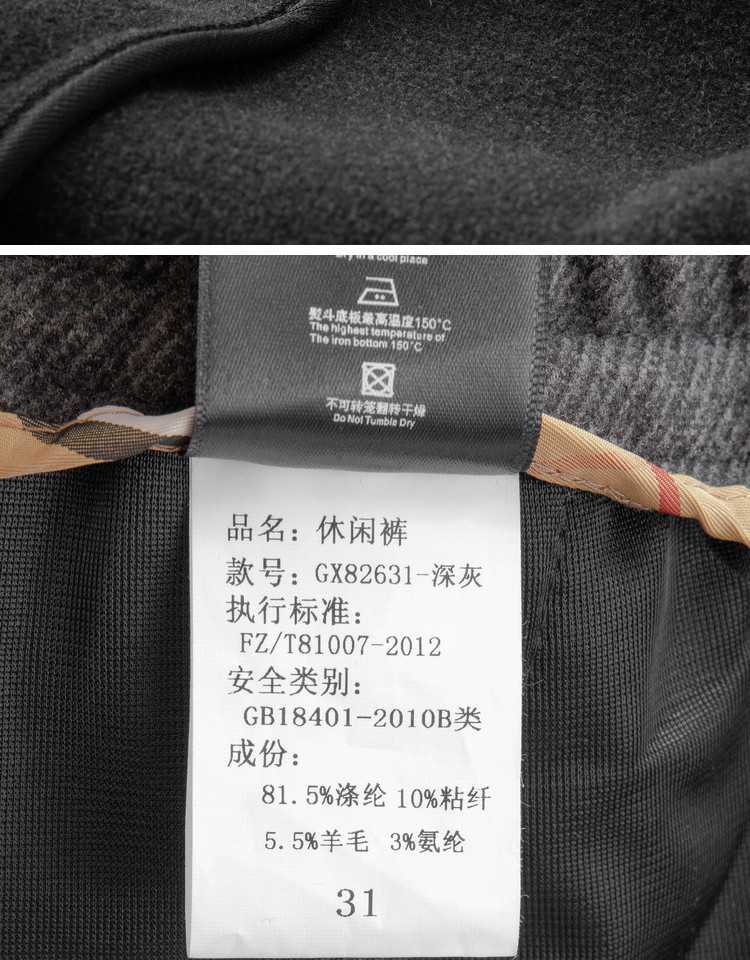 Dry in a cool place
熨斗底板最高温度150°C
The highest temperature of
The iron bottom 150°C
不可转笼翻转干燥
Do Not Tumble Dry
品名：休闲裤
款号：GX82631-深灰
执行标准：
FZ/T81007-2012
安全类别：
GB18401-2010B类
成份：
81.5%涤纶 10%粘纤
5.5%羊毛 3%氨纶
31